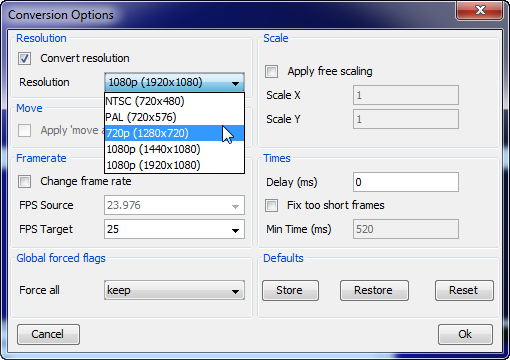 Conversion Options
Resolution
Convert resolution
Resolution
1080p (1920x1080)
NTSC (720x480)
PAL (720x576)
720p (1280x720)
1080p (1440x1080)
1080p (1920x1080)
Move
Apply 'move a
Framerate
Change frame rate
FPS Source
23.976
FPS Target
25
Global forced flags
Force all
keep
Scale
Apply free scaling
Scale X
1
Scale Y
1
Times
Delay (ms)
0
Fix too short frames
Min Time (ms)
520
Defaults
Store
Restore
Reset
Cancel
Ok